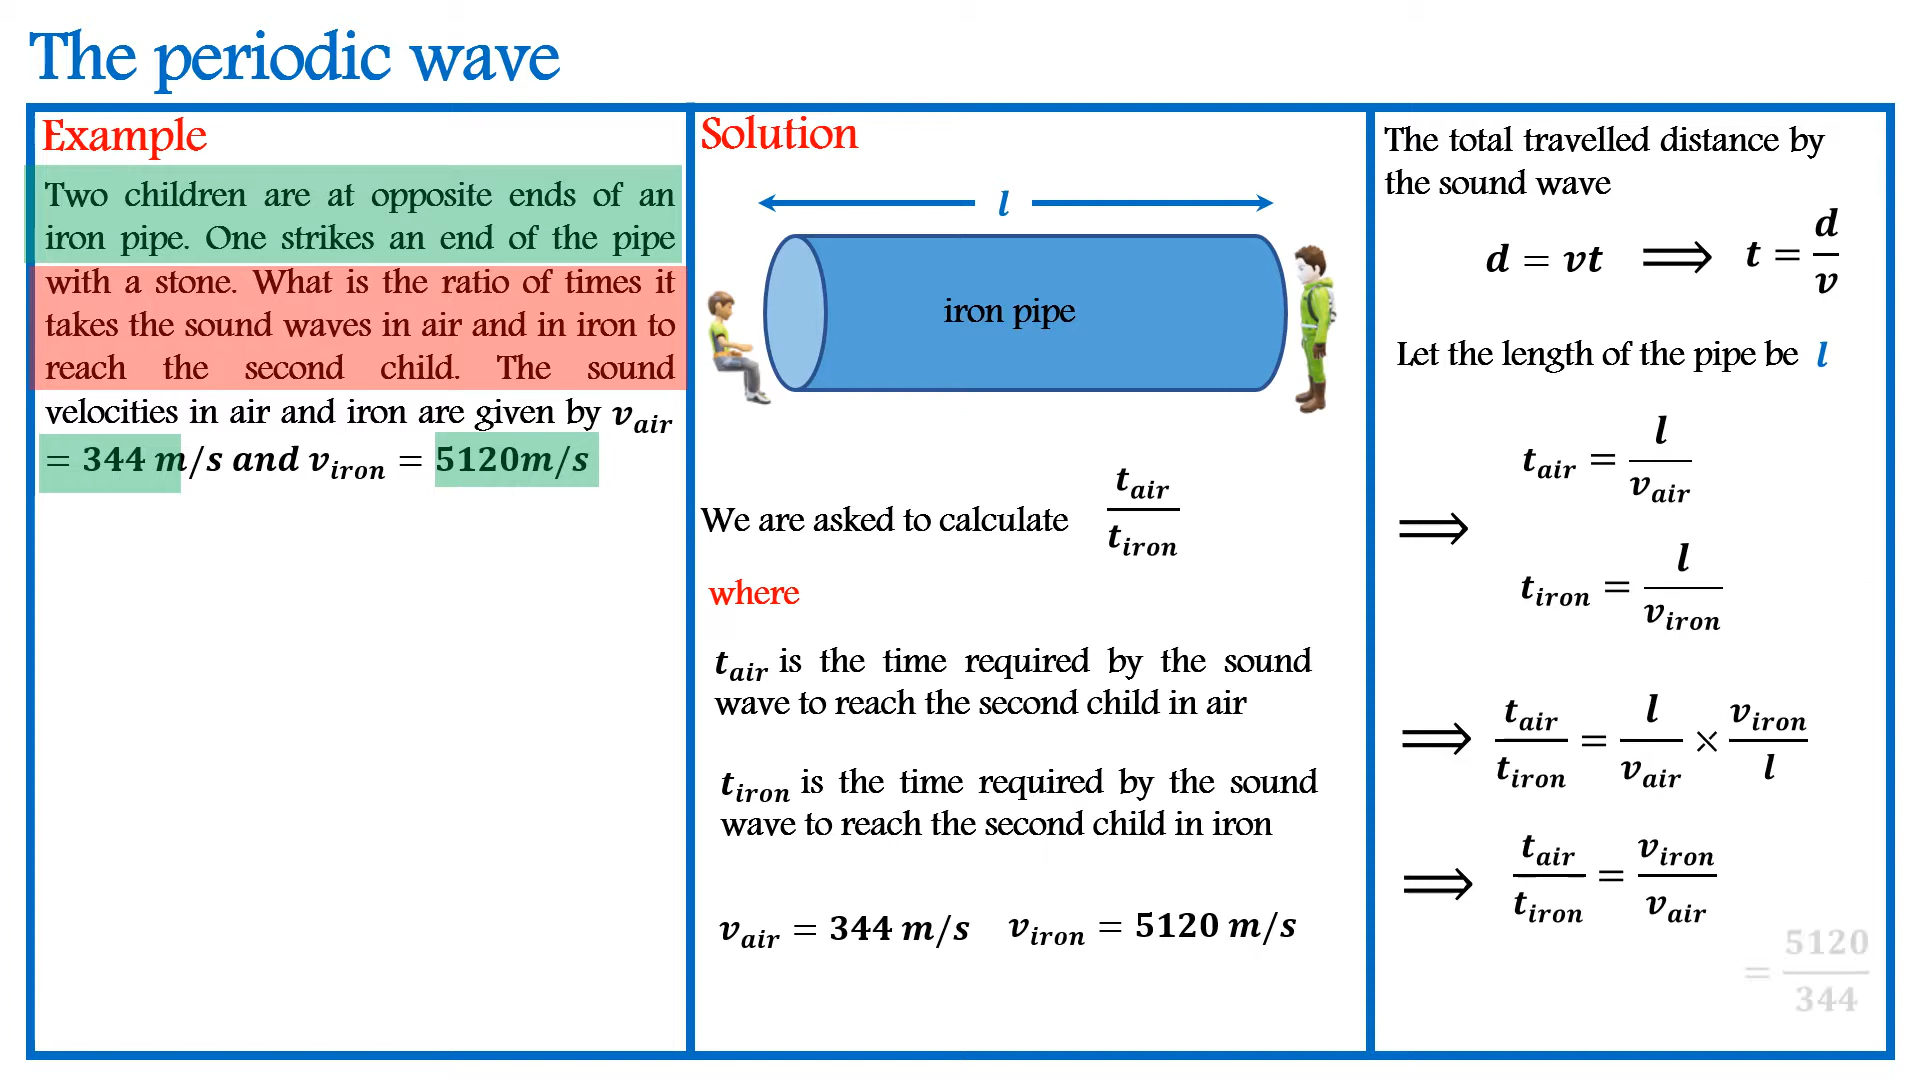 The periodic wave
Example
Two children are at opposite ends of an
iron pipe. One strikes an end of the pipe
with a stone. What is the ratio of times it
takes the sound waves in air and in iron to
reach the second child. The sound
velocities in air and iron are given by v_air
= 344 m/s and v_iron = 5120m/s
Solution
l
iron pipe
We are asked to calculate t_air / t_iron
where
t_air is the time required by the sound
wave to reach the second child in air
t_iron is the time required by the sound
wave to reach the second child in iron
v_air = 344 m/s v_iron = 5120 m/s
The total travelled distance by
the sound wave
d = vt ⟹ t = d / v
Let the length of the pipe be l
t_air = l / v_air
⟹
t_iron = l / v_iron
⟹ t_air / t_iron = l / v_air × v_iron / l
⟹ t_air / t_iron = v_iron / v_air
= 5120 / 344